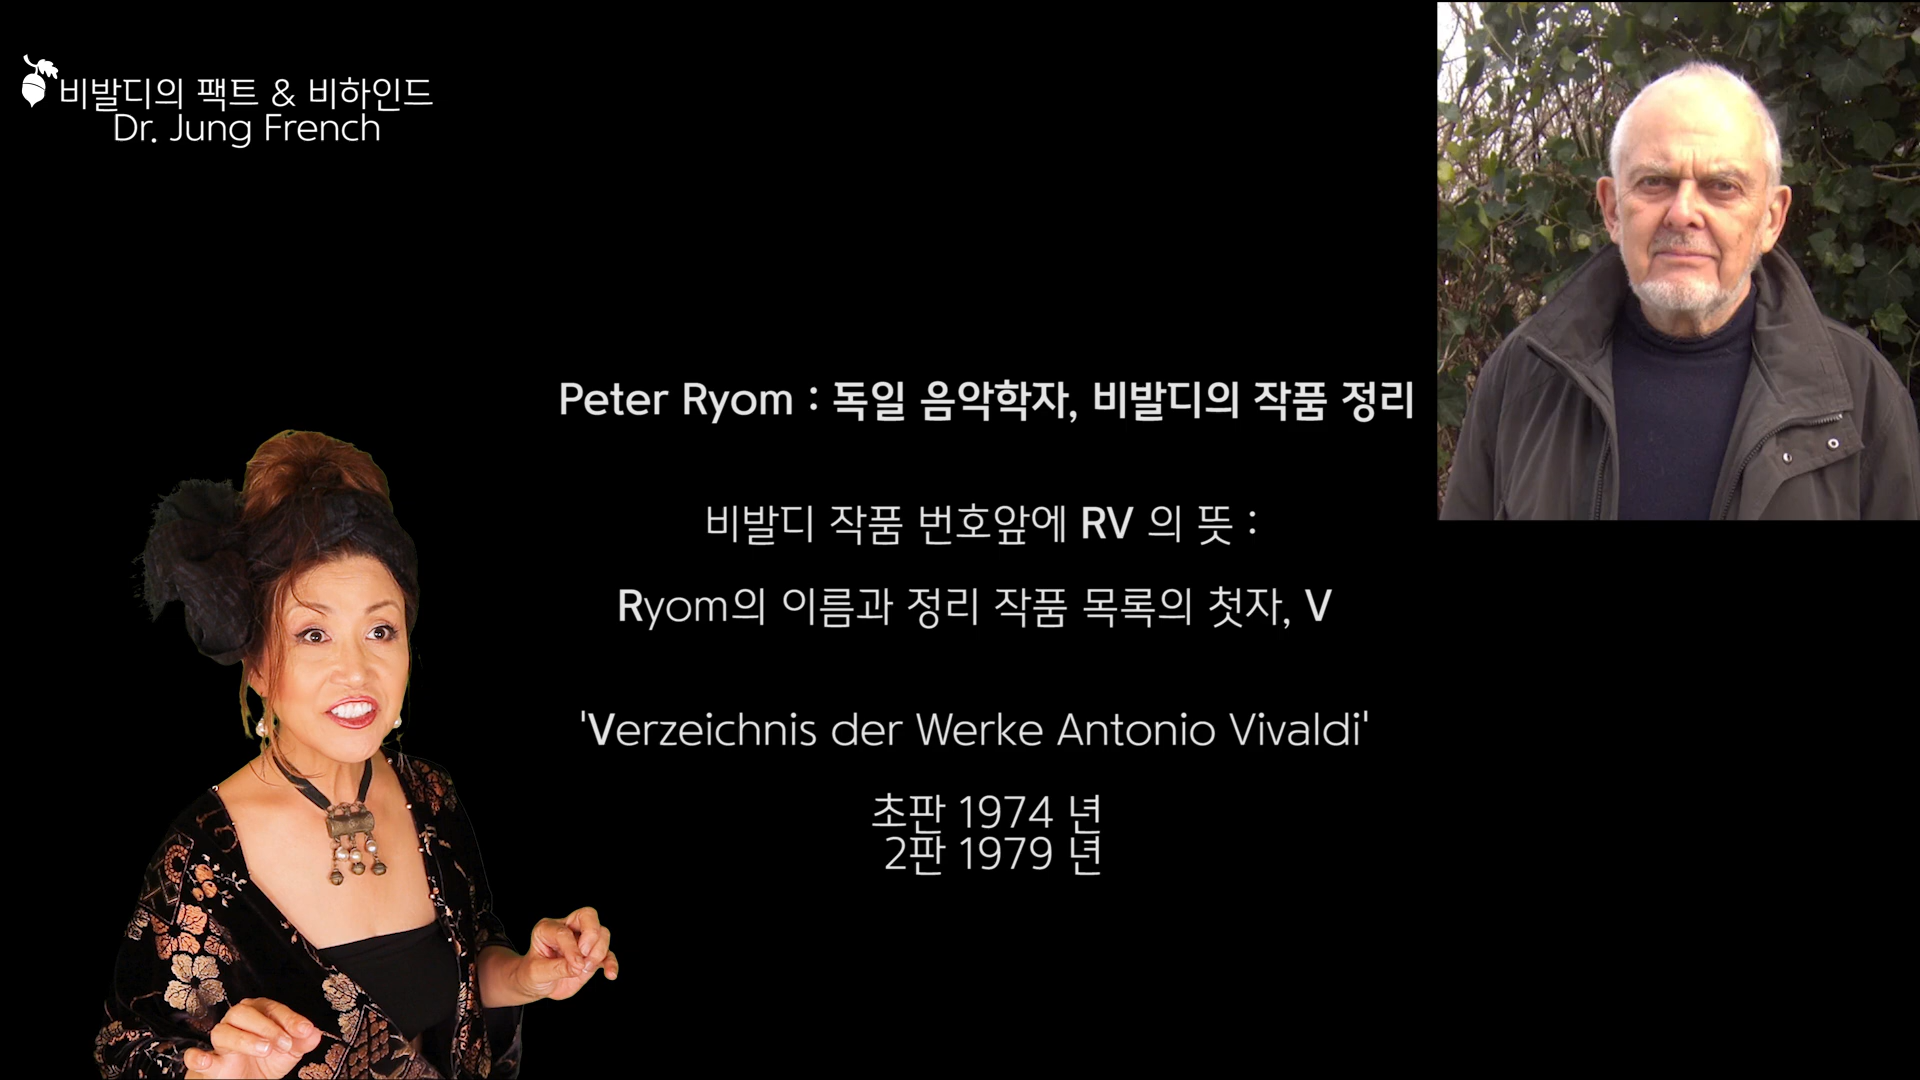 비발디의 팩트 & 비하인드
Dr. Jung French
Peter Ryom : 독일 음악학자, 비발디의 작품 정리
비발디 작품 번호앞에 RV 의 뜻 :
Ryom의 이름과 정리 작품 목록의 첫자, V
'Verzeichnis der Werke Antonio Vivaldi'
초판 1974 년
2판 1979 년